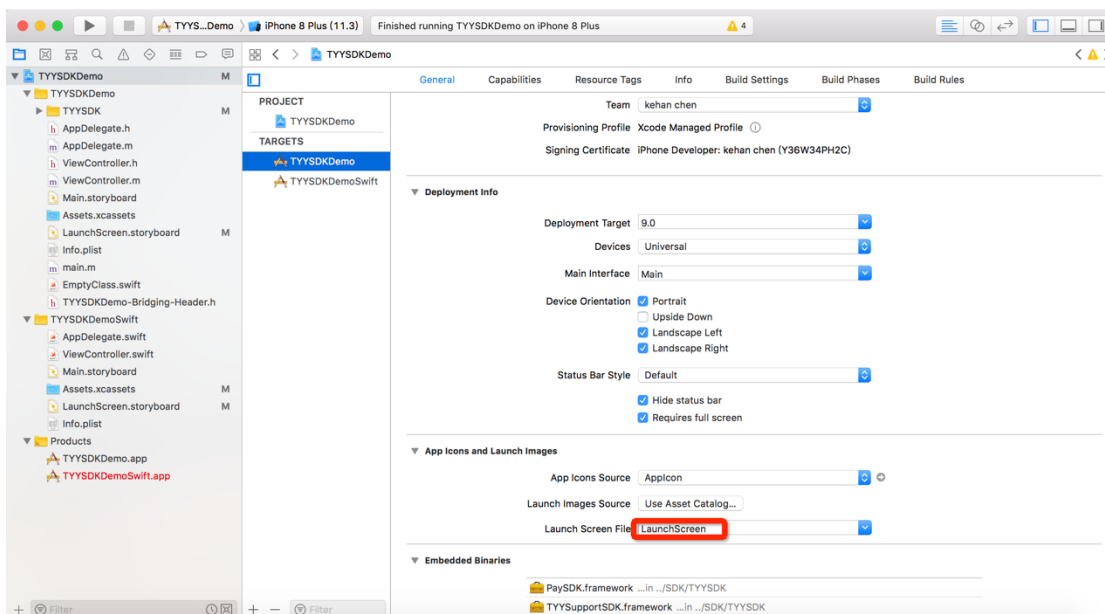 TYYS...Demo
iPhone 8 Plus (11.3)
Finished running TYYSDKDemo on iPhone 8 Plus
4
TYYSDKDemo
TYYSDKDemo M
TYYSDKDemo
TYYSDK M
h AppDelegate.h
m AppDelegate.m
h ViewController.h
m ViewController.m
Main.storyboard
Assets.xcassets
LaunchScreen.storyboard M
Info.plist
m main.m
EmptyClass.swift
h TYYSDKDemo-Bridging-Header.h
TYYSDKDemoSwift
AppDelegate.swift
ViewController.swift
Main.storyboard
Assets.xcassets M
LaunchScreen.storyboard M
Info.plist
Products
TYYSDKDemo.app
TYYSDKDemoSwift.app
Filter
PROJECT
TYYSDKDemo
TARGETS
TYYSDKDemo
TYYSDKDemoSwift
Filter
General Capabilities Resource Tags Info Build Settings Build Phases Build Rules
Team kehan chen
Provisioning Profile Xcode Managed Profile
Signing Certificate iPhone Developer: kehan chen (Y36W34PH2C)
Deployment Info
Deployment Target 9.0
Devices Universal
Main Interface Main
Device Orientation Portrait
Upside Down
Landscape Left
Landscape Right
Status Bar Style Default
Hide status bar
Requires full screen
App Icons and Launch Images
App Icons Source AppIcon
Launch Images Source Use Asset Catalog...
Launch Screen File LaunchScreen
Embedded Binaries
PaySDK.framework ...in ../SDK/TYYSDK
TYYSupportSDK.framework ...in ../SDK/TYYSDK